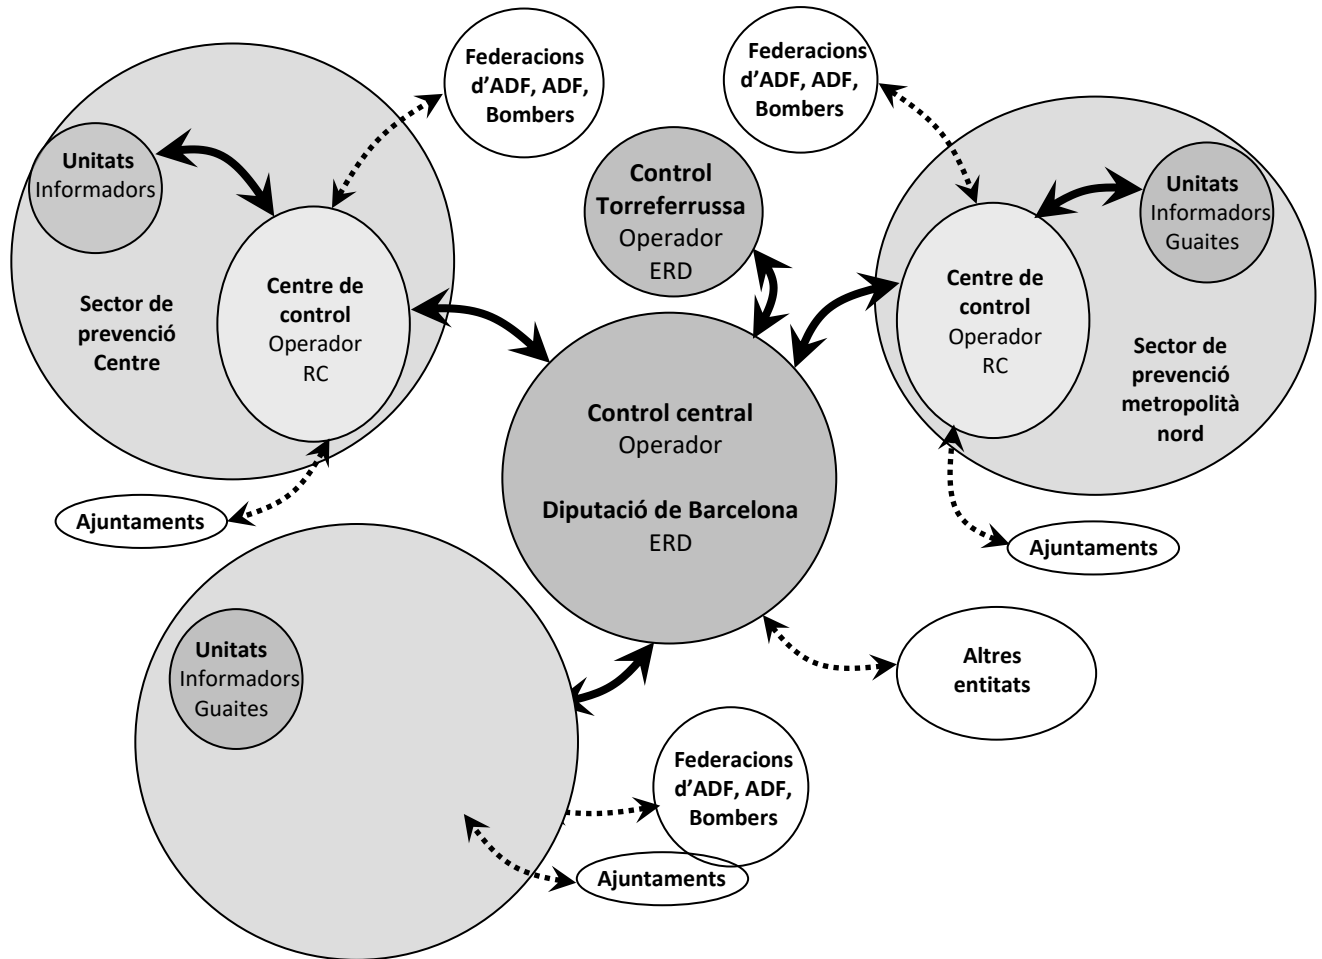 Federacions
d’ADF, ADF,
Bombers
Federacions
d’ADF, ADF,
Bombers
Unitats
Informadors
Control
Torreferrussa
Operador
ERD
Unitats
Informadors
Guaites
Sector de
prevenció
Centre
Centre de
control
Operador
RC
Centre de
control
Operador
RC
Sector de
prevenció
metropolità
nord
Control central
Operador
Diputació de Barcelona
ERD
Ajuntaments
Ajuntaments
Unitats
Informadors
Guaites
Altres
entitats
Federacions
d’ADF, ADF,
Bombers
Ajuntaments